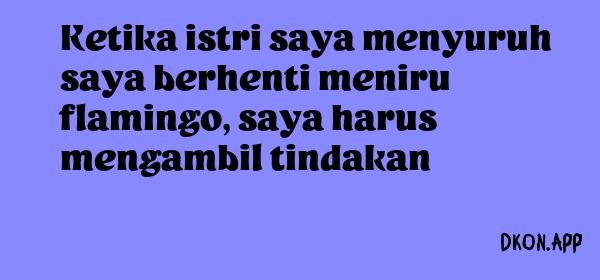 Ketika istri saya menyuruh
saya berhenti meniru
flamingo, saya harus
mengambil tindakan
DKON.APP